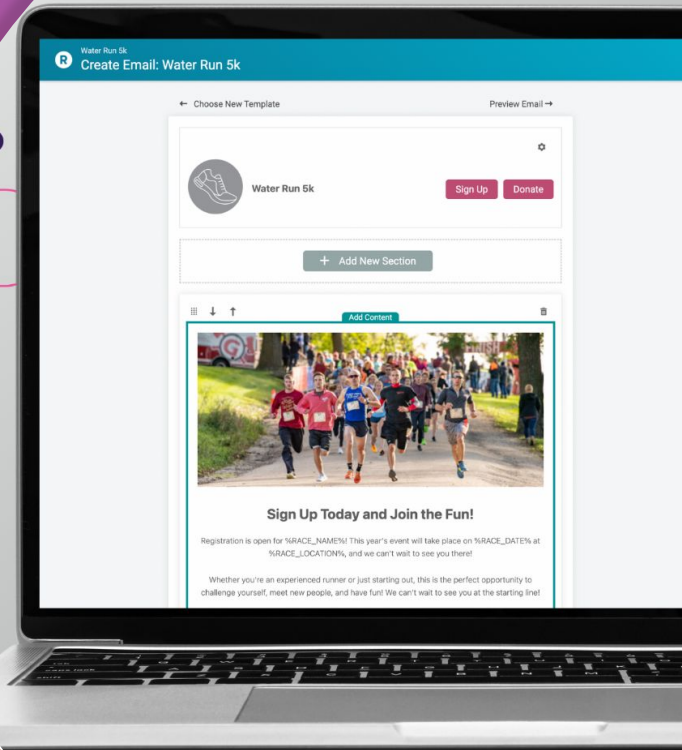 R
Water Run 5k
Create Email: Water Run 5k
← Choose New Template
Preview Email →
Water Run 5k
Sign Up
Donate
+ Add New Section
Add Content
Sign Up Today and Join the Fun!
Registration is open for %RACE_NAME%! This year's event will take place on %RACE_DATE% at
%RACE_LOCATION%, and we can't wait to see you there!
Whether you're an experienced runner or just starting out, this is the perfect opportunity to
challenge yourself, meet new people, and have fun! We can't wait to see you at the starting line!